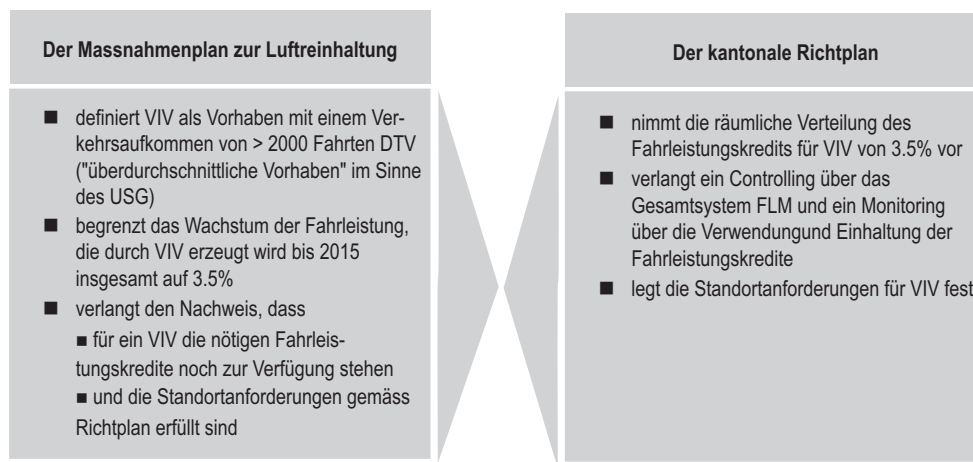 Der Massnahmenplan zur Luftreinhaltung
■ definiert VIV als Vorhaben mit einem Ver-
kehrsaufkommen von > 2000 Fahrten DTV
("überdurchschnittliche Vorhaben" im Sinne
des USG)
■ begrenzt das Wachstum der Fahrleistung,
die durch VIV erzeugt wird bis 2015
insgesamt auf 3.5%
■ verlangt den Nachweis, dass
■ für ein VIV die nötigen Fahrleis-
tungskredite noch zur Verfügung stehen
■ und die Standortanforderungen gemäss
Richtplan erfüllt sind
Der kantonale Richtplan
■ nimmt die räumliche Verteilung des
Fahrleistungskredits für VIV von 3.5% vor
■ verlangt ein Controlling über das
Gesamtsystem FLM und ein Monitoring
über die Verwendungund Einhaltung der
Fahrleistungskredite
■ legt die Standortanforderungen für VIV fest